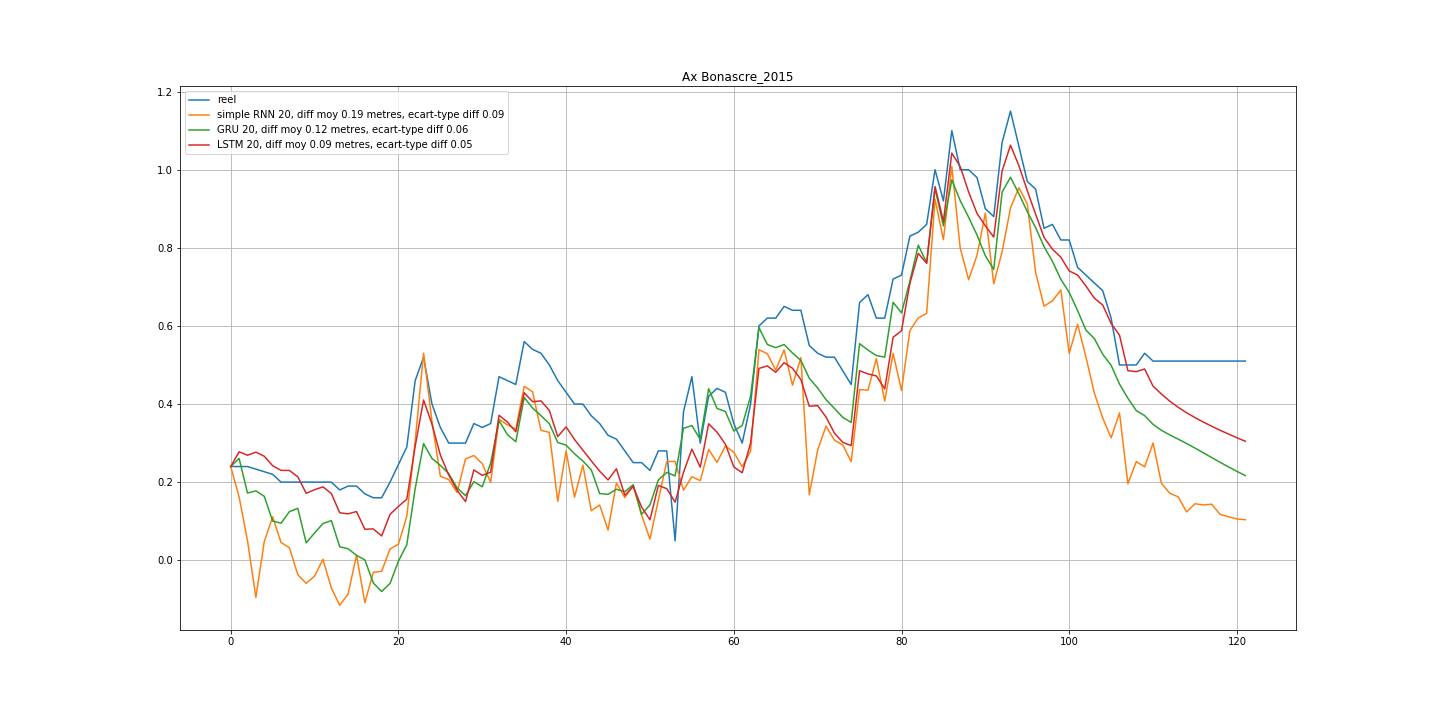 Ax Bonascre_2015
1.2
reel
simple RNN 20, diff moy 0.19 metres, ecart-type diff 0.09
GRU 20, diff moy 0.12 metres, ecart-type diff 0.06
LSTM 20, diff moy 0.09 metres, ecart-type diff 0.05
1.0
0.8
0.6
0.4
0.2
0.0
0 20 40 60 80 100 120